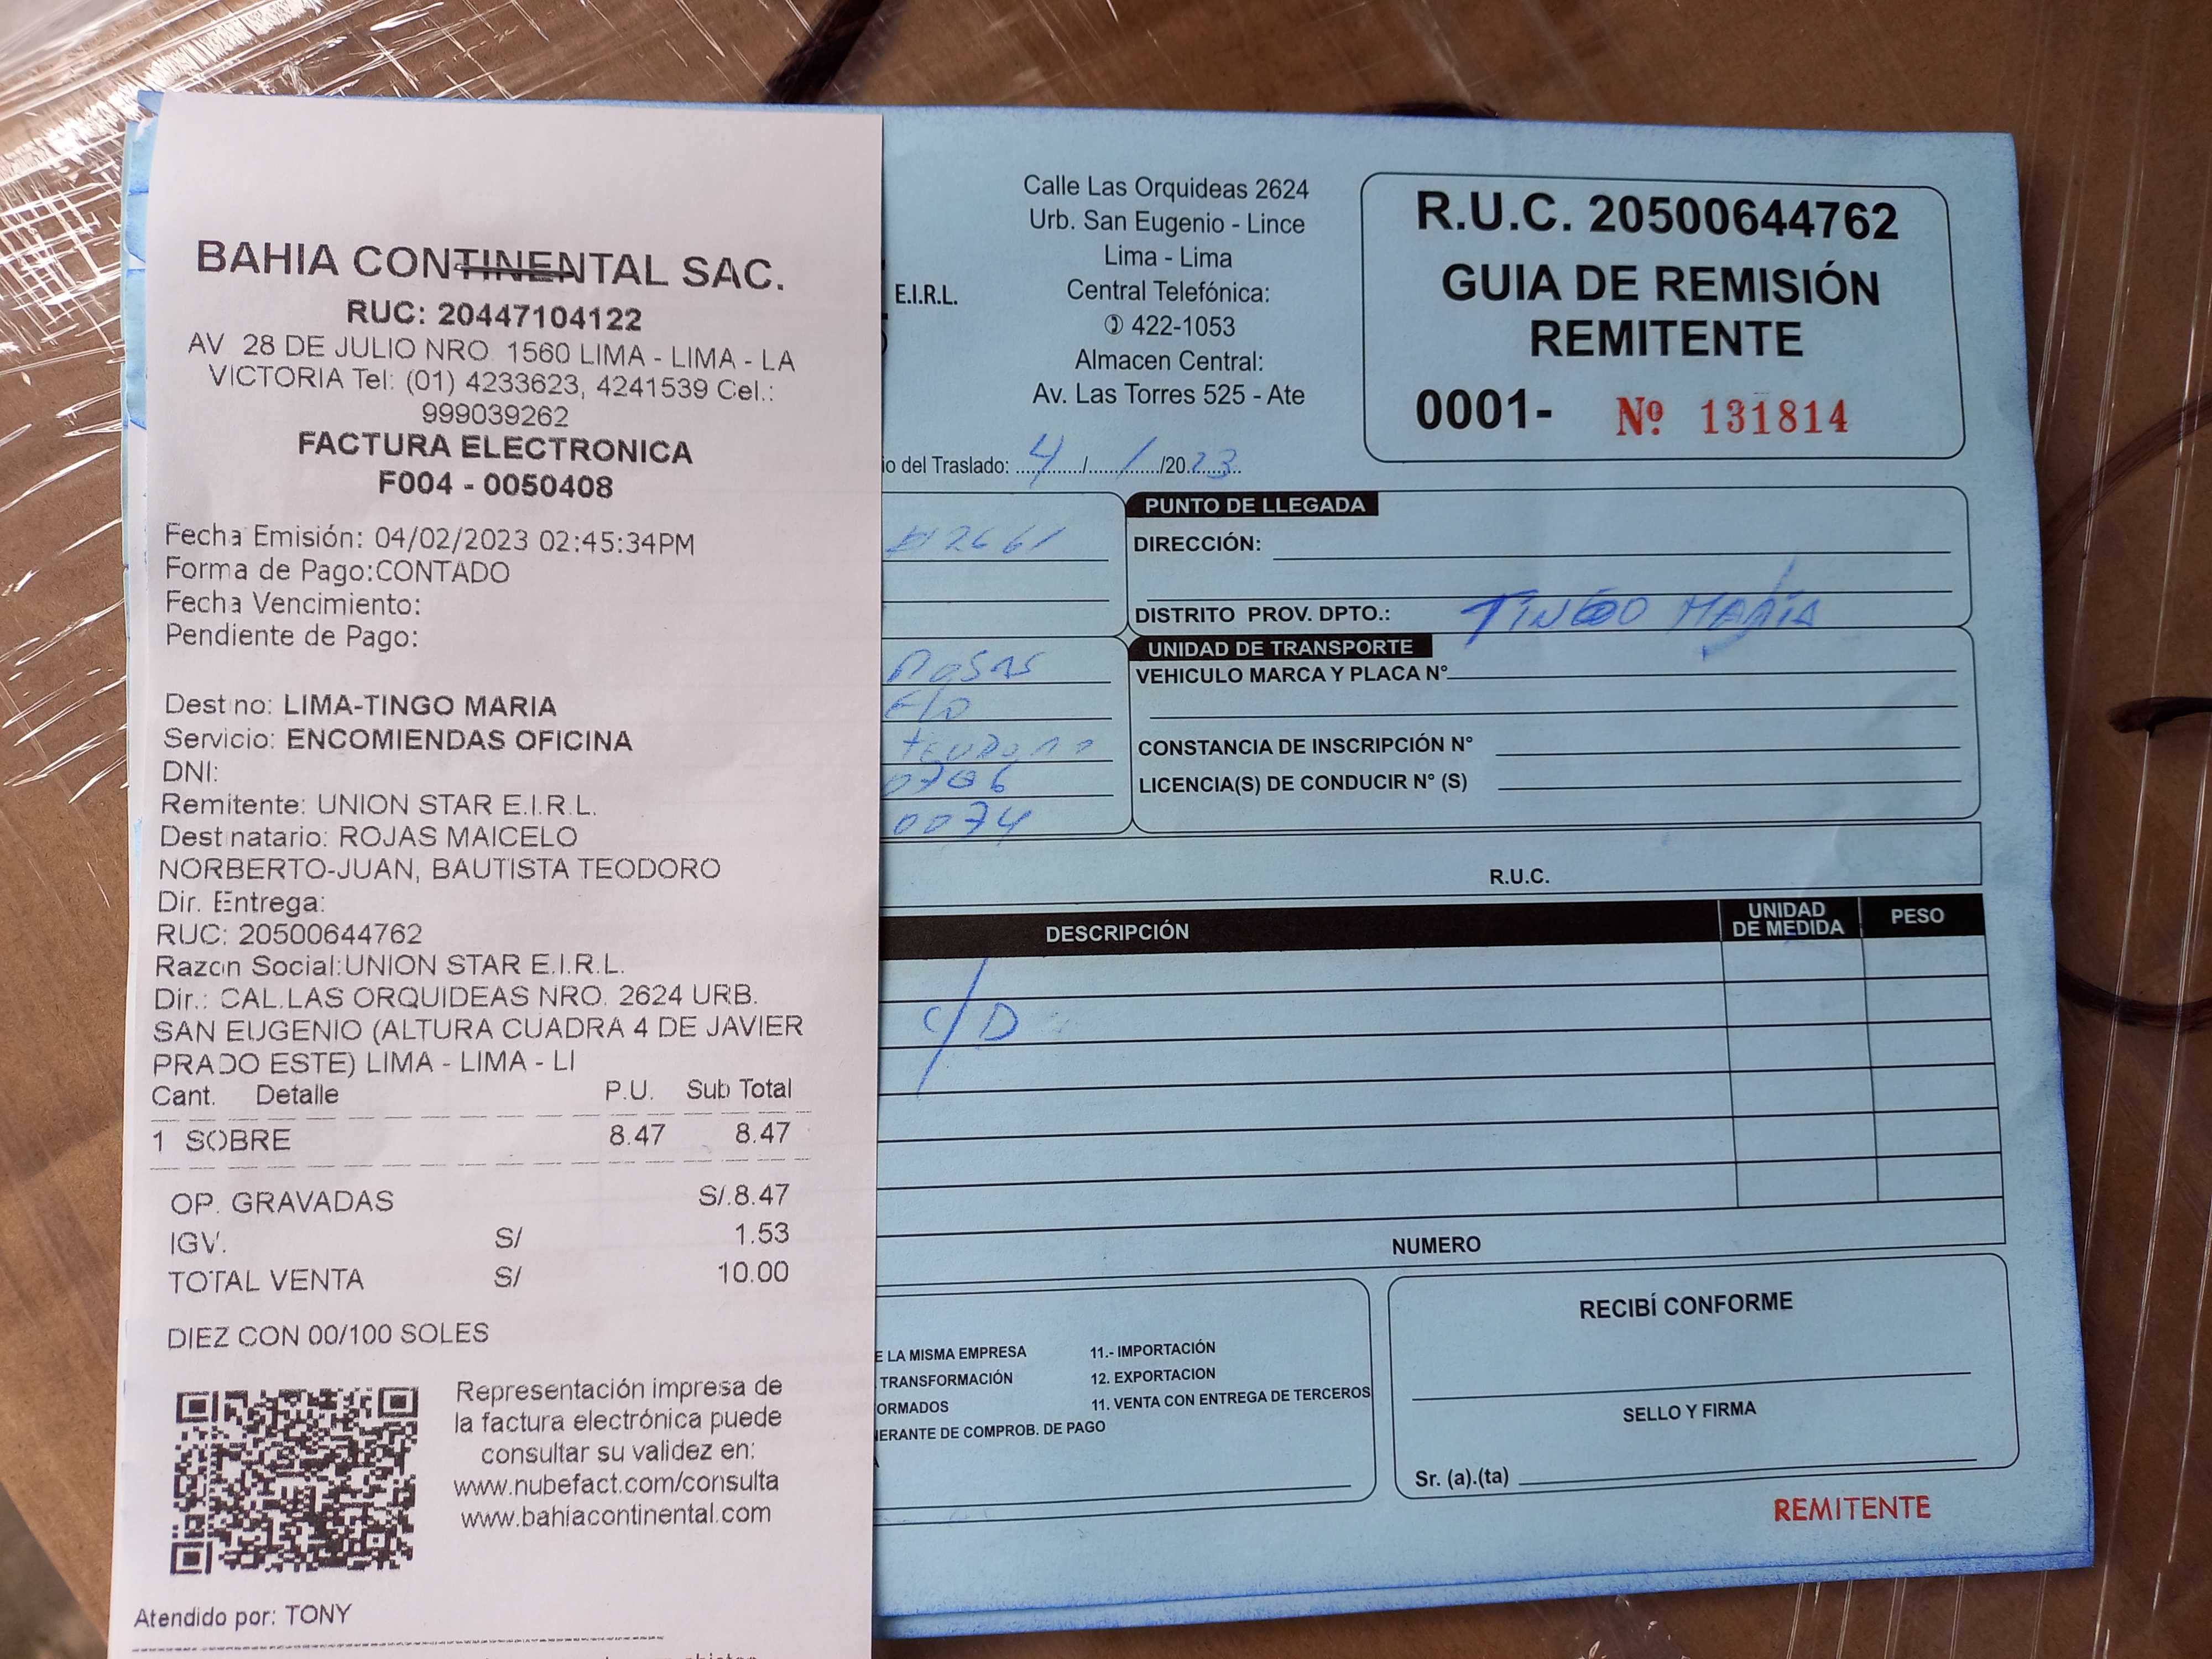 BAHIA CONTINENTAL SAC.
RUC: 20447104122
AV 28 DE JULIO NRO. 1560 LIMA - LIMA - LA
VICTORIA Tel: (01) 4233623, 4241539 Cel.:
999039262
FACTURA ELECTRONICA
F004 - 0050408
Fecha Emisión: 04/02/2023 02:45:34PM
Forma de Pago:CONTADO
Fecha Vencimiento:
Pendiente de Pago:
Destino: LIMA-TINGO MARIA
Servicio: ENCOMIENDAS OFICINA
DNI:
Remitente: UNION STAR E.I.R.L.
Destinatario: ROJAS MAICELO
NORBERTO-JUAN, BAUTISTA TEODORO
Dir. Entrega:
RUC: 20500644762
Razon Social:UNION STAR E.I.R.L.
Dir.: CAL.LAS ORQUIDEAS NRO. 2624 URB.
SAN EUGENIO (ALTURA CUADRA 4 DE JAVIER
PRADO ESTE) LIMA - LIMA - LI
Cant. Detalle P.U. Sub Total
1 SOBRE 8.47 8.47
OP. GRAVADAS S/.8.47
IGV. S/ 1.53
TOTAL VENTA S/ 10.00
DIEZ CON 00/100 SOLES
Representación impresa de
la factura electrónica puede
consultar su validez en:
www.nubefact.com/consulta
www.bahiacontinental.com
Atendido por: TONY
E.I.R.L.
Calle Las Orquideas 2624
Urb. San Eugenio - Lince
Lima - Lima
Central Telefónica:
422-1053
Almacen Central:
Av. Las Torres 525 - Ate
R.U.C. 20500644762
GUIA DE REMISIÓN
REMITENTE
0001- Nº 131814
io del Traslado: 4/ /2023
2661
PUNTO DE LLEGADA
DIRECCIÓN:
DISTRITO PROV. DPTO.: TINGO MARIA
UNIDAD DE TRANSPORTE
VEHICULO MARCA Y PLACA N°
CONSTANCIA DE INSCRIPCIÓN N°
LICENCIA(S) DE CONDUCIR N° (S)
0074
R.U.C.
DESCRIPCIÓN UNIDAD DE MEDIDA PESO
C/D
NUMERO
E LA MISMA EMPRESA 11.- IMPORTACIÓN
TRANSFORMACIÓN 12. EXPORTACION
ORMADOS 11. VENTA CON ENTREGA DE TERCEROS
NERANTE DE COMPROB. DE PAGO
RECIBÍ CONFORME
SELLO Y FIRMA
Sr. (a).(ta)
REMITENTE